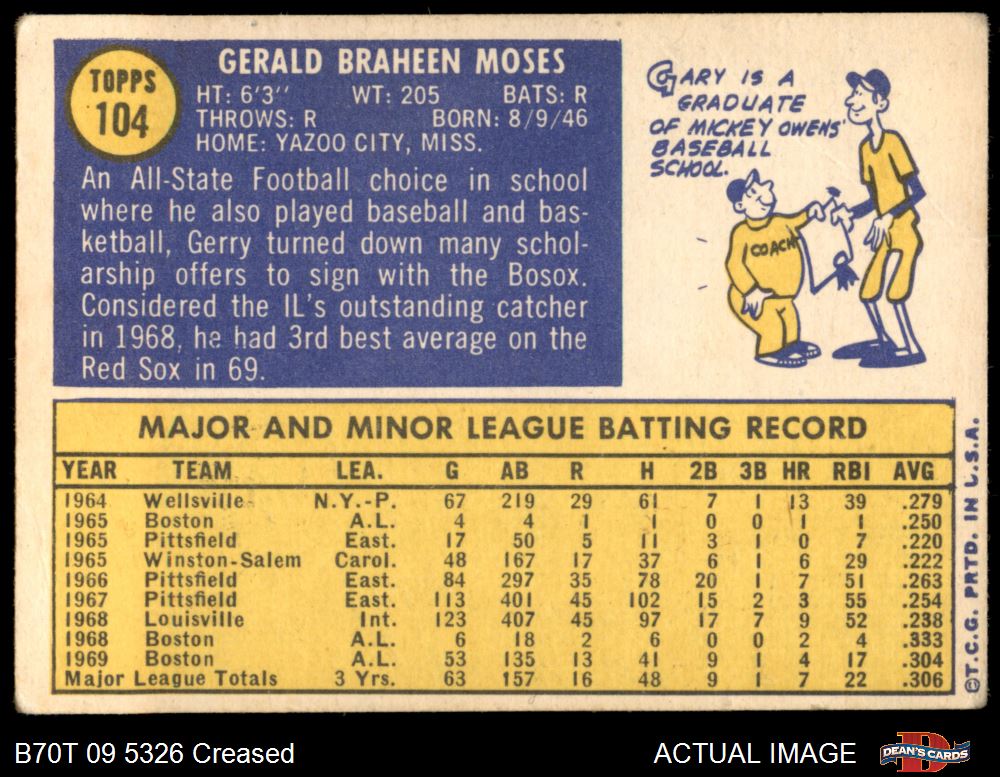 TOPPS
104
GERALD BRAHEEN MOSES
HT: 6'3" WT: 205 BATS: R
THROWS: R BORN: 8/9/46
HOME: YAZOO CITY, MISS.
An All-State Football choice in school
where he also played baseball and bas-
ketball, Gerry turned down many schol-
arship offers to sign with the Bosox.
Considered the IL's outstanding catcher
in 1968, he had 3rd best average on the
Red Sox in 69.
GARY IS A
GRADUATE
OF MICKEY OWENS'
BASEBALL
SCHOOL.
COACH
MAJOR AND MINOR LEAGUE BATTING RECORD
YEAR TEAM LEA. G AB R H 2B 3B HR RBI AVG
1964 Wellsville N.Y.-P. 67 219 29 61 7 1 13 39 .279
1965 Boston A.L. 4 4 1 1 0 0 1 1 .250
1965 Pittsfield East. 17 50 5 11 3 1 0 7 .220
1965 Winston-Salem Carol. 48 167 17 37 6 1 6 29 .222
1966 Pittsfield East. 84 297 35 78 20 1 7 51 .263
1967 Pittsfield East. 113 401 45 102 15 2 3 55 .254
1968 Louisville Int. 123 407 45 97 17 7 9 52 .238
1968 Boston A.L. 6 18 2 6 0 0 2 4 .333
1969 Boston A.L. 53 135 13 41 9 1 4 17 .304
Major League Totals 3 Yrs. 63 157 16 48 9 1 7 22 .306
©T.C.G. PRTD. IN U.S.A.
B70T 09 5326 Creased
ACTUAL IMAGE
DEAN'S CARDS